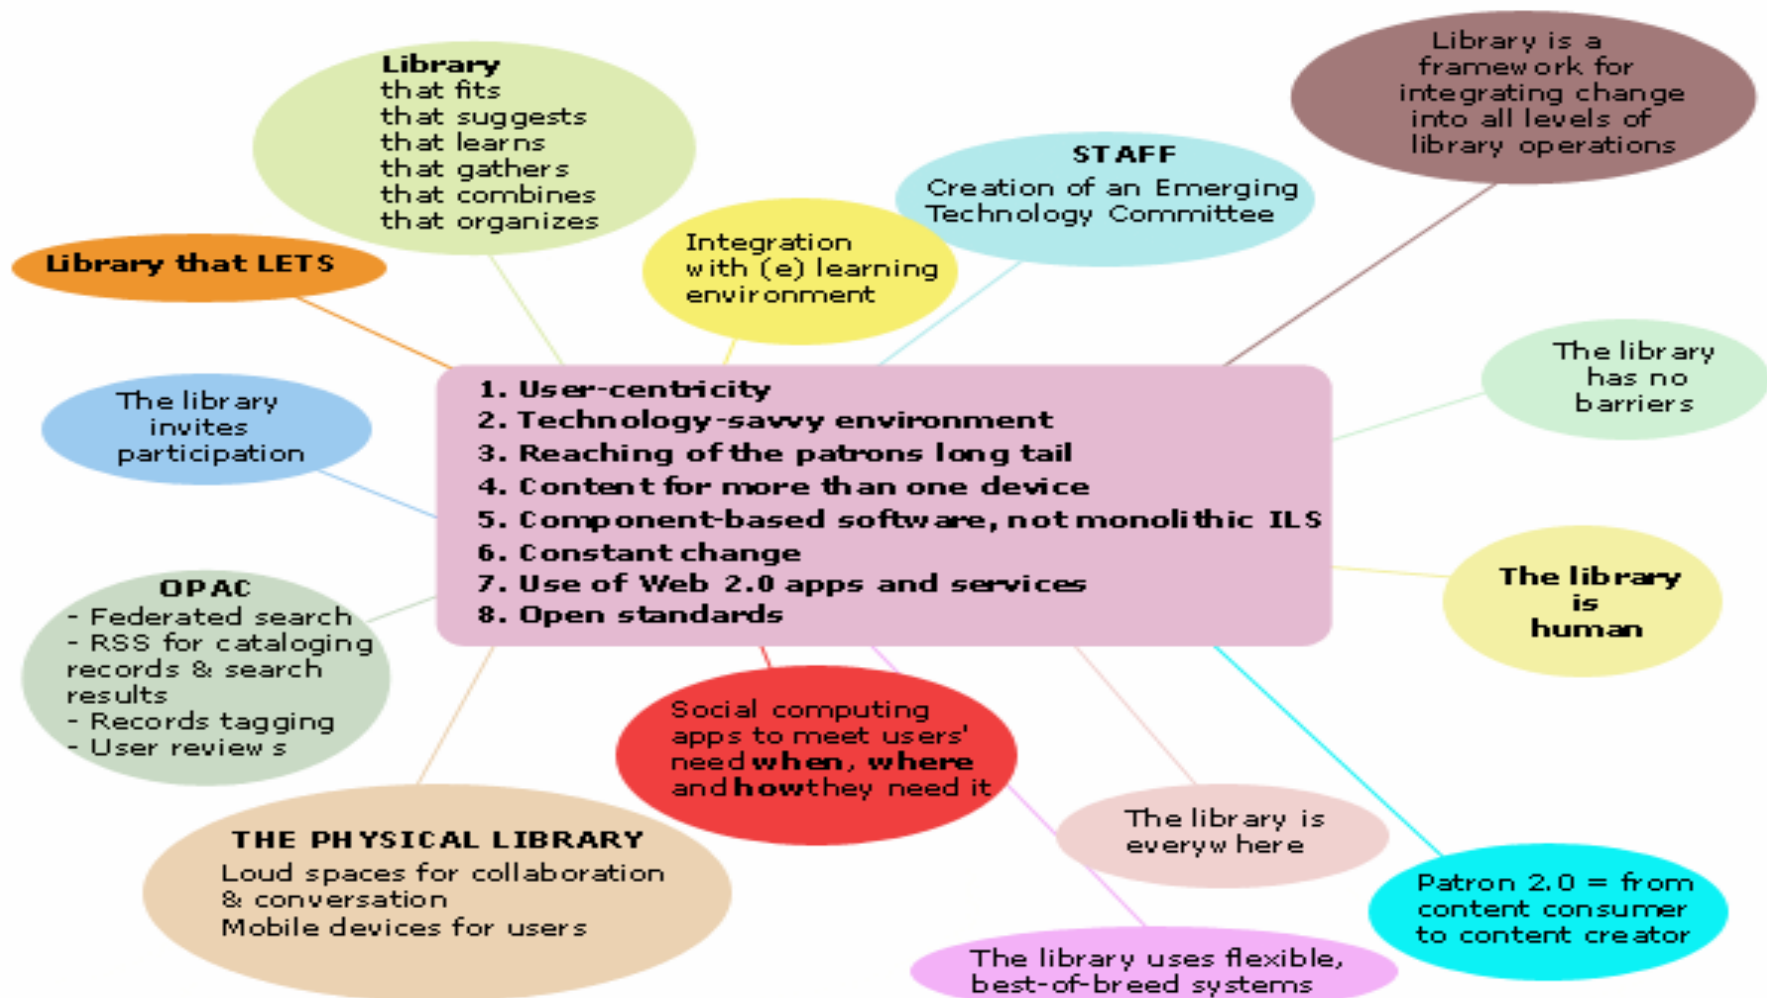 Library
that fits
that suggests
that learns
that gathers
that combines
that organizes
Library is a
framework for
integrating change
into all levels of
library operations
STAFF
Creation of an Emerging
Technology Committee
Integration
with (e) learning
environment
Library that LETS
The library
has no
barriers
The library
invites
participation
1. User-centricity
2. Technology-savvy environment
3. Reaching of the patrons long tail
4. Content for more than one device
5. Component-based software, not monolithic ILS
6. Constant change
7. Use of Web 2.0 apps and services
8. Open standards
The library
is
human
OPAC
- Federated search
- RSS for cataloging
records & search
results
- Records tagging
- User reviews
Social computing
apps to meet users'
need when, where
and how they need it
THE PHYSICAL LIBRARY
Loud spaces for collaboration
& conversation
Mobile devices for users
The library is
everywhere
Patron 2.0 = from
content consumer
to content creator
The library uses flexible,
best-of-breed systems